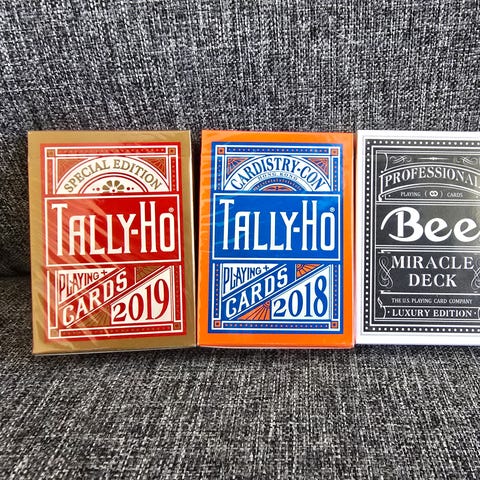 SPECIAL EDITION
TALLY-HO®
PLAYING
CARDS
2019
CARDISTRY-CON
HONG KONG
TALLY-HO®
PLAYING
CARDS
2018
PROFESSIONAL
PLAYING CARDS
Bee
MIRACLE
DECK
THE U.S. PLAYING CARD COMPANY
LUXURY EDITION